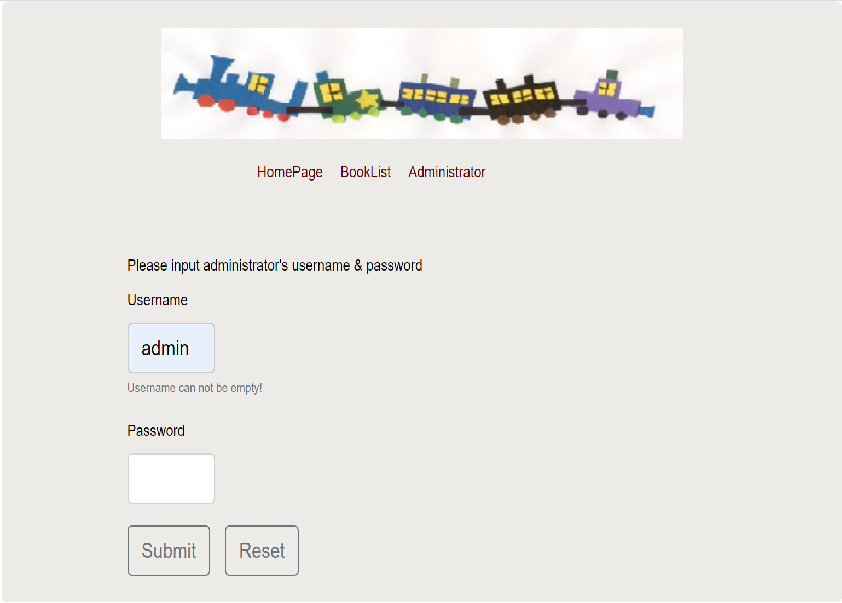 HomePage BookList Administrator
Please input administrator's username & password
Username
admin
Username can not be empty!
Password
Submit Reset